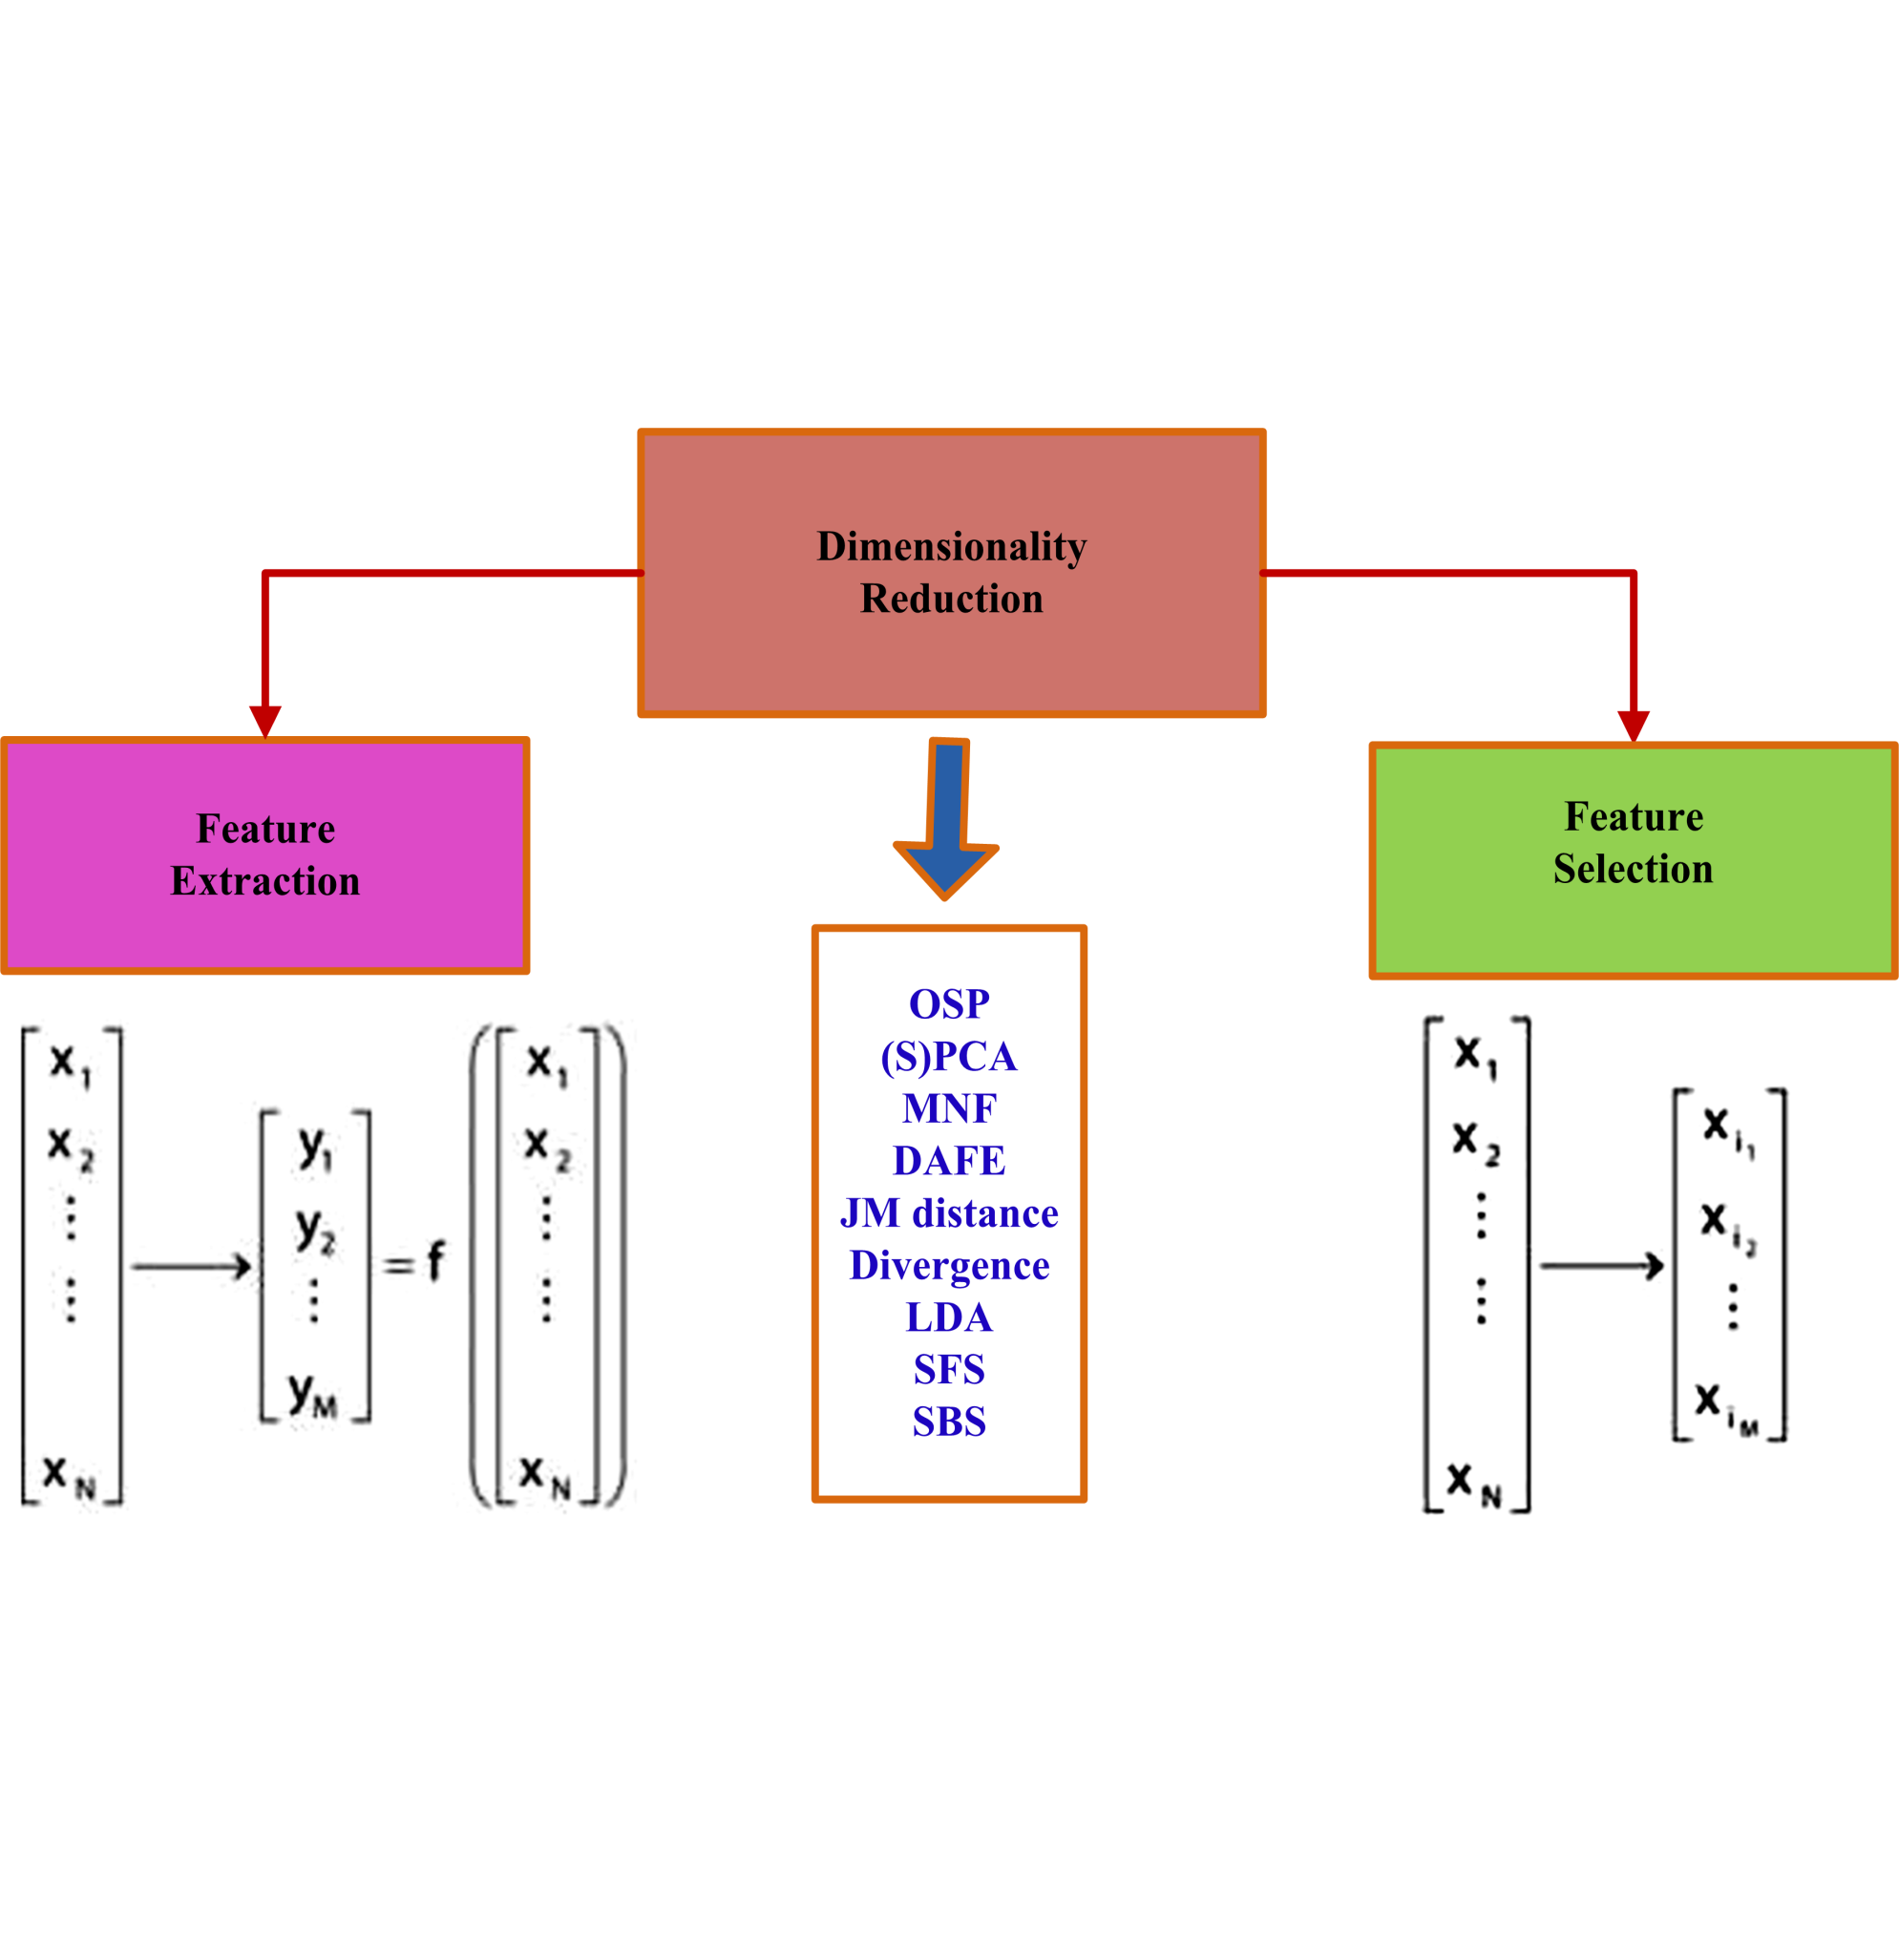 Dimensionality
Reduction
Feature
Extraction
Feature
Selection
OSP
(S)PCA
MNF
DAFE
JM distance
Divergence
LDA
SFS
SBS
x1
x2
⋮
⋮
xN
y1
y2
⋮
yM
= f
x1
x2
⋮
⋮
xN
x1
x2
⋮
⋮
xN
xi1
xi2
⋮
xiM